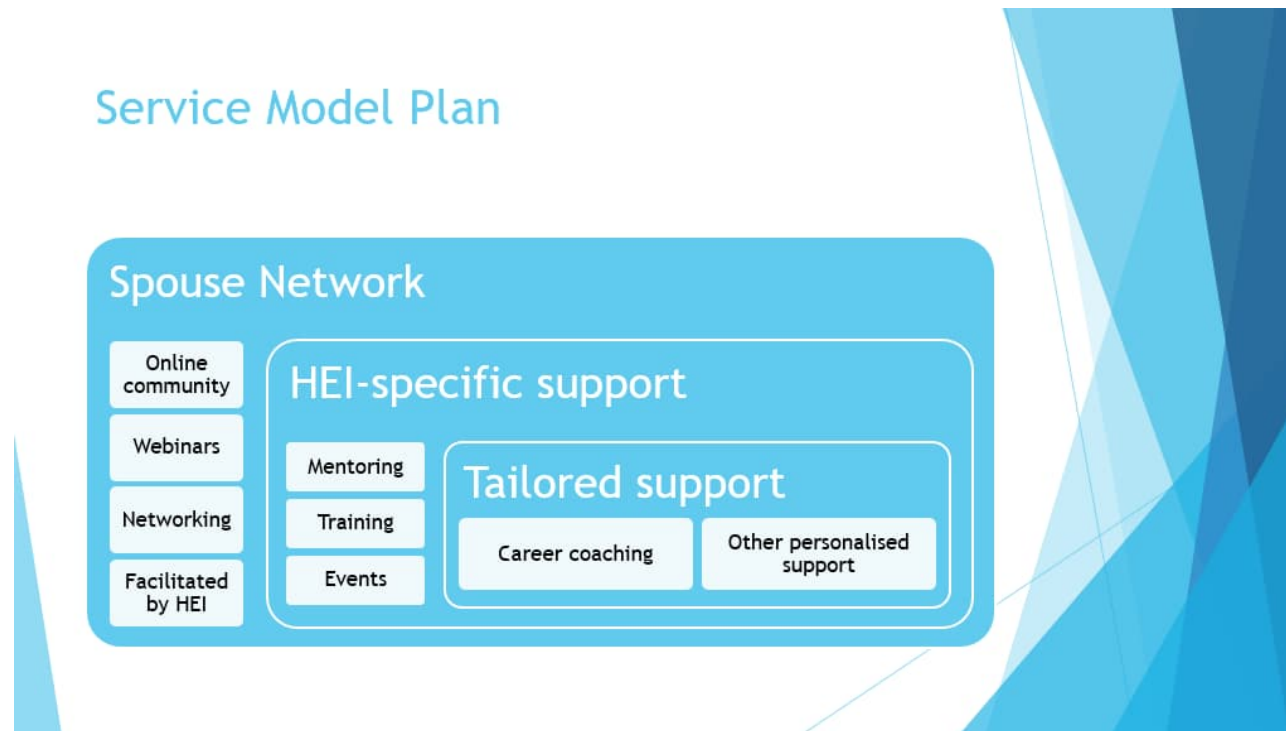 Service Model Plan
Spouse Network
Online
community
Webinars
Networking
Facilitated
by HEI
HEI-specific support
Mentoring
Training
Events
Tailored support
Career coaching
Other personalised
support